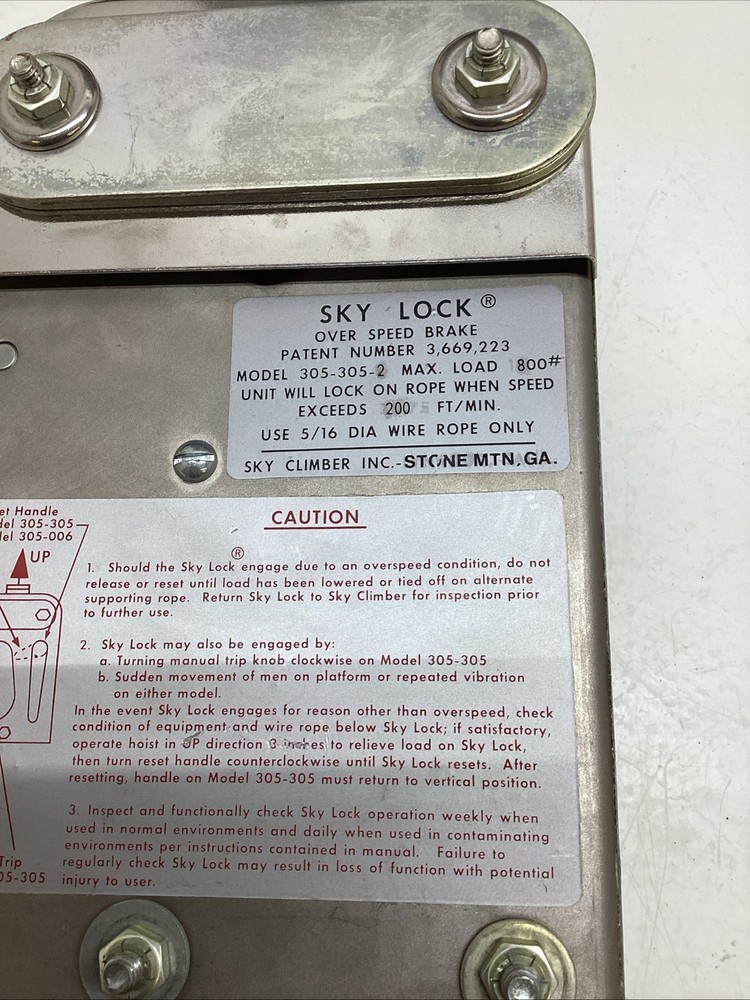 SKY LOCK®
OVER SPEED BRAKE
PATENT NUMBER 3,669,223
MODEL 305-305-2 MAX. LOAD 800#
UNIT WILL LOCK ON ROPE WHEN SPEED
EXCEEDS 200 FT/MIN.
USE 5/16 DIA WIRE ROPE ONLY
SKY CLIMBER INC.-STONE MTN, GA.
et Handle
del 305-305
del 305-006
UP
Trip
05-305
CAUTION
®
1. Should the Sky Lock engage due to an overspeed condition, do not
release or reset until load has been lowered or tied off on alternate
supporting rope. Return Sky Lock to Sky Climber for inspection prior
to further use.
2. Sky Lock may also be engaged by:
a. Turning manual trip knob clockwise on Model 305-305
b. Sudden movement of men on platform or repeated vibration
on either model.
In the event Sky Lock engages for reason other than overspeed, check
condition of equipment and wire rope below Sky Lock; if satisfactory,
operate hoist in UP direction 3 inches to relieve load on Sky Lock,
then turn reset handle counterclockwise until Sky Lock resets. After
resetting, handle on Model 305-305 must return to vertical position.
3. Inspect and functionally check Sky Lock operation weekly when
used in normal environments and daily when used in contaminating
environments per instructions contained in manual. Failure to
regularly check Sky Lock may result in loss of function with potential
injury to user.